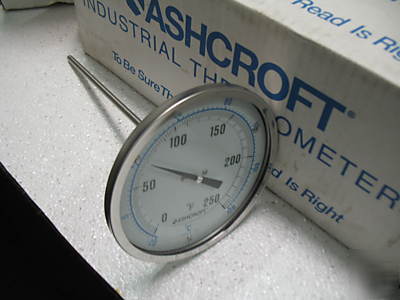 ASHCROFT®
INDUSTRIAL THERMOMETER
To Be Sure The
Read is Right
Read Is Right
0
50
100
150
200
250
°F
ASHCROFT